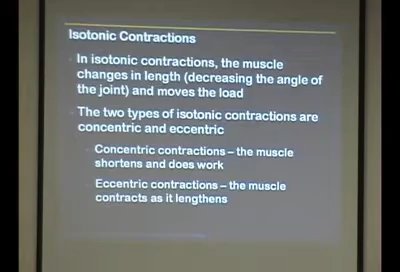 Isotonic Contractions
In isotonic contractions, the muscle
changes in length (decreasing the angle of
the joint) and moves the load
The two types of isotonic contractions are
concentric and eccentric
Concentric contractions – the muscle
shortens and does work
Eccentric contractions – the muscle
contracts as it lengthens